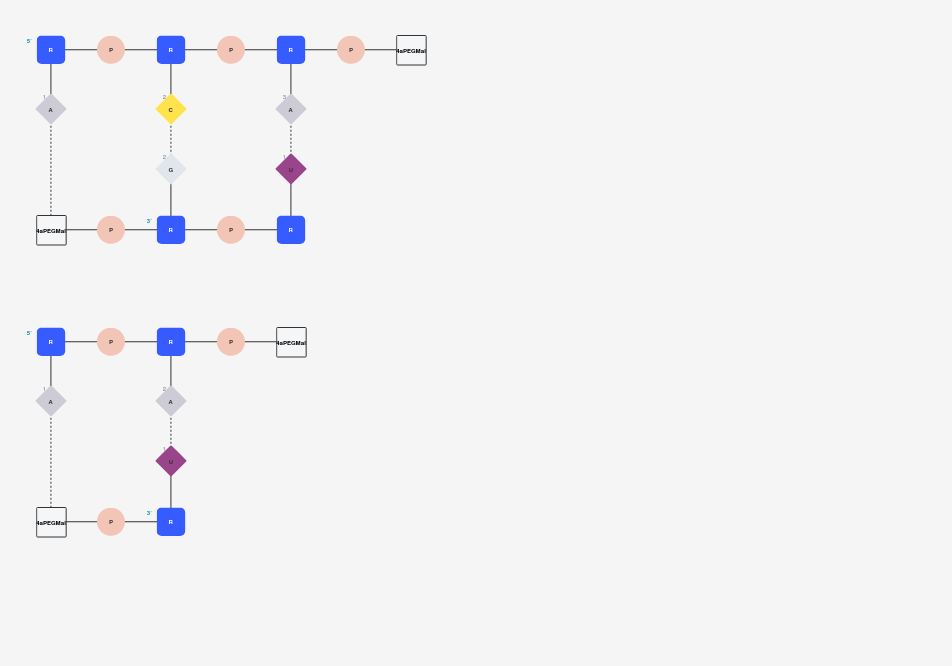 5' R P R P R P 4aPEGMal
1 A 2 C 3 A
2 G 1 U
4aPEGMal P 3' R P R
5' R P R P 4aPEGMal
1 A 2 A
1 U
4aPEGMal P 3' R